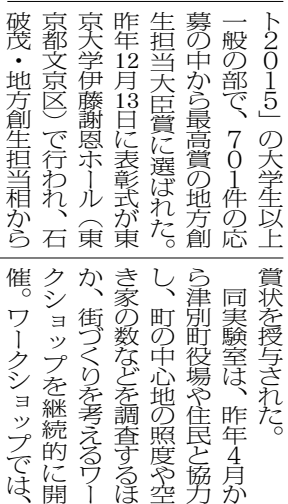 ト２０１５」の大学生以上
一般の部で、７０１件の応
募の中から最高賞の地方創
生担当大臣賞に選ばれた。
昨年12月13日に表彰式が東
京大学伊藤謝恩ホール（東
京都文京区）で行われ、石
破茂・地方創生担当相から
賞状を授与された。
同実験室は、昨年４月か
ら津別町役場や住民と協力
し、町の中心地の照度や空
き家の数などを調査するほ
か、街づくりを考えるワー
クショップを継続的に開
催。ワークショップでは、